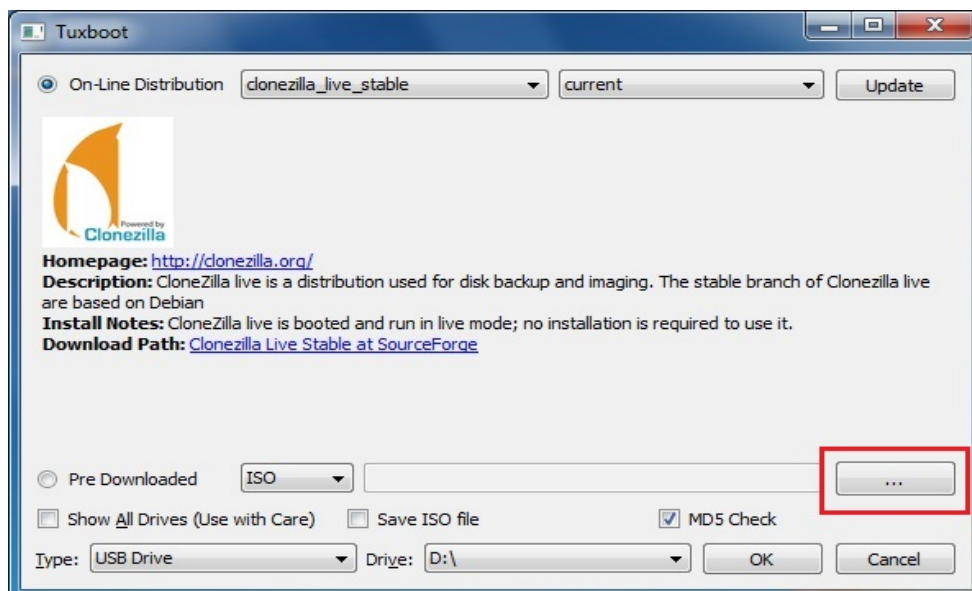 Tuxboot
On-Line Distribution clonezilla_live_stable current Update
Powered by
Clonezilla
Homepage: http://clonezilla.org/
Description: CloneZilla live is a distribution used for disk backup and imaging. The stable branch of Clonezilla live
are based on Debian
Install Notes: CloneZilla live is booted and run in live mode; no installation is required to use it.
Download Path: Clonezilla Live Stable at SourceForge
Pre Downloaded ISO ...
Show All Drives (Use with Care) Save ISO file MD5 Check
Type: USB Drive Drive: D:\ OK Cancel